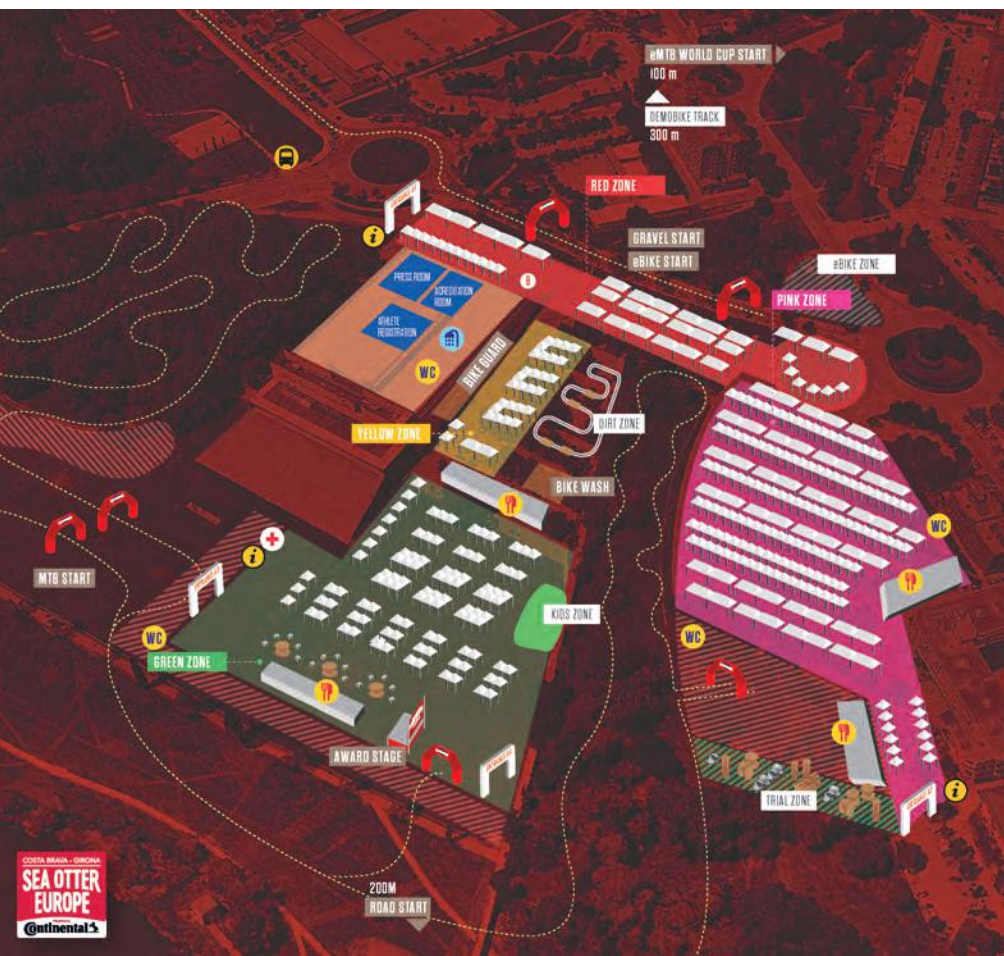 eMTB WORLD CUP START
100 m
DEMOBIKE TRACK
300 m
RED ZONE
i
GRAVEL START
eBIKE START
eBIKE ZONE
PINK ZONE
PRESS ROOM
ACREDITATION
ROOM
ATHLETE
REGISTRATION
WC
BIKE GUARD
YELLOW ZONE
DIRT ZONE
BIKE WASH
WC
i
MTB START
KIDS ZONE
WC
WC
GREEN ZONE
AWARD STAGE
TRIAL ZONE
i
200M
ROAD START
COSTA BRAVA - GIRONA
SEA OTTER
EUROPE
Continental